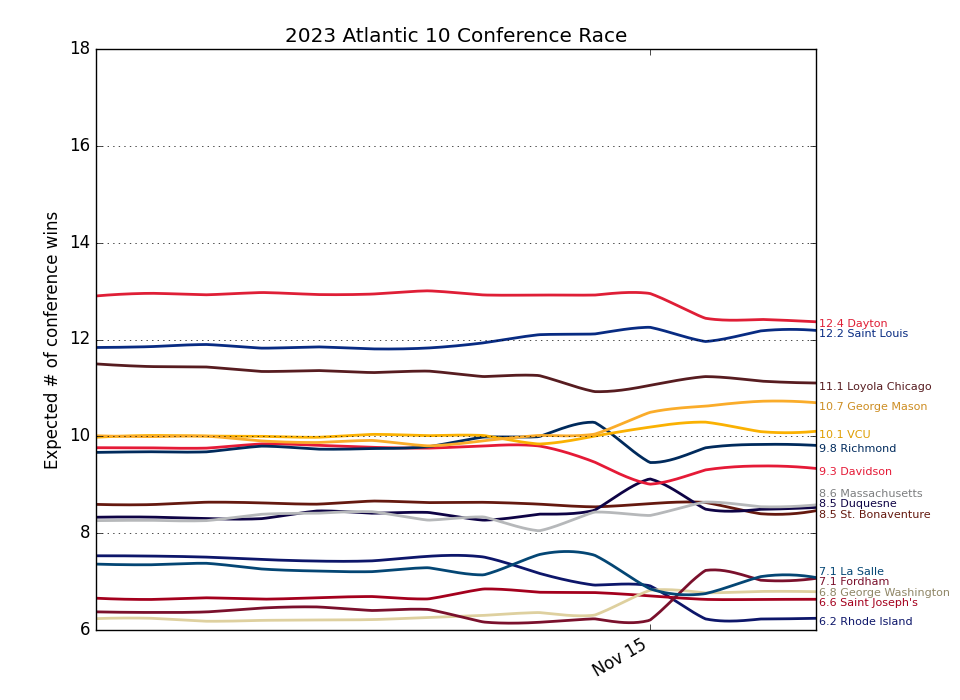 2023 Atlantic 10 Conference Race
Expected # of conference wins
18
16
14
12
10
8
6
Nov 15
12.4 Dayton
12.2 Saint Louis
11.1 Loyola Chicago
10.7 George Mason
10.1 VCU
9.8 Richmond
9.3 Davidson
8.6 Massachusetts
8.5 Duquesne
8.5 St. Bonaventure
7.1 La Salle
7.1 Fordham
6.8 George Washington
6.6 Saint Joseph's
6.2 Rhode Island